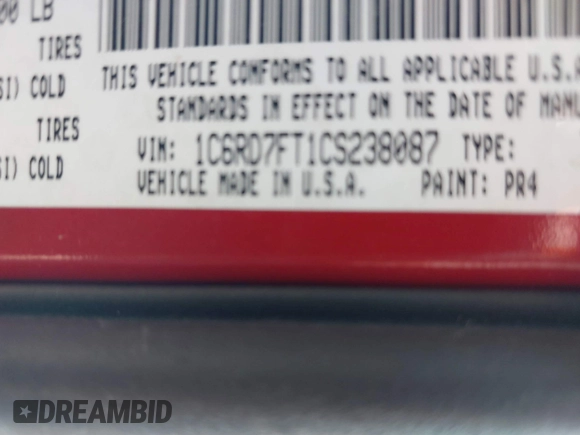 00 LB
TIRES
SI) COLD
TIRES
SI) COLD
THIS VEHICLE CONFORMS TO ALL APPLICABLE U.S.A
STANDARDS IN EFFECT ON THE DATE OF MANU
VIN: 1C6RD7FT1CS238087 TYPE:
VEHICLE MADE IN U.S.A. PAINT: PR4
DREAMBID